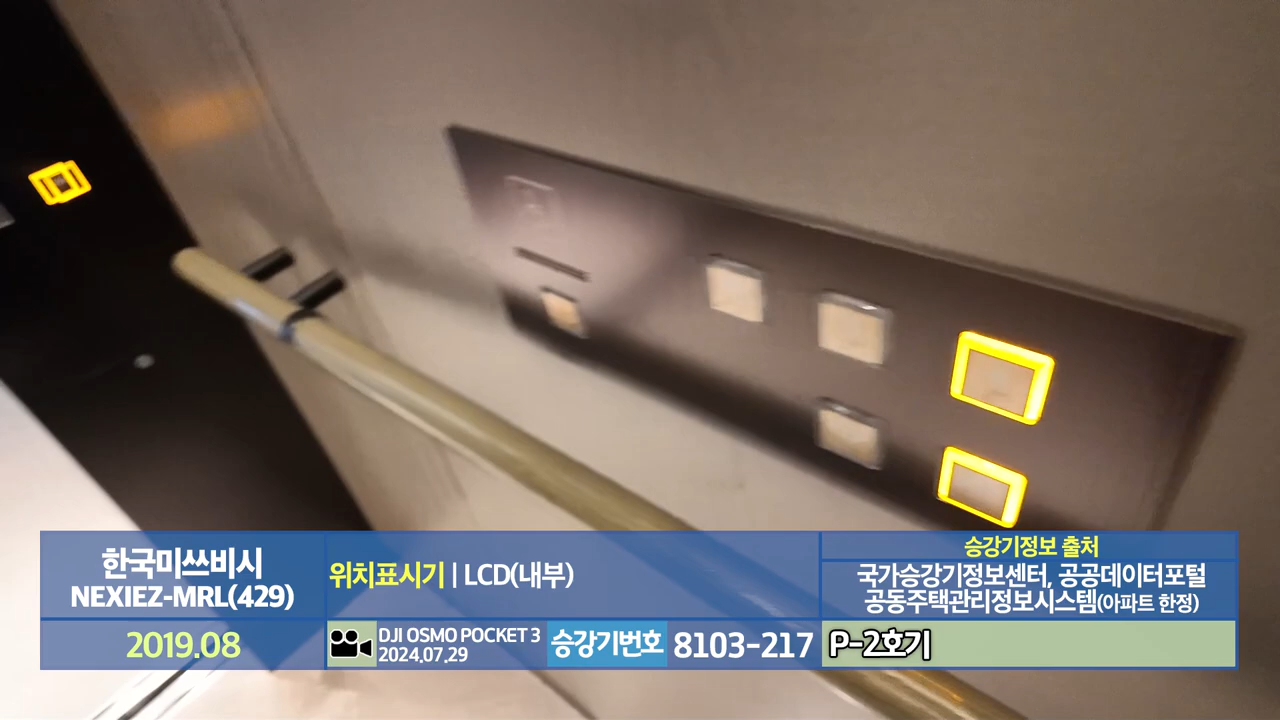 한국미쓰비시
NEXIEZ-MRL(429)
2019.08
위치표시기 | LCD(내부)
DJI OSMO POCKET 3
2024.07.29
승강기번호 8103-217
승강기정보 출처
국가승강기정보센터, 공공데이터포털
공동주택관리정보시스템(아파트 한정)
P-2호기